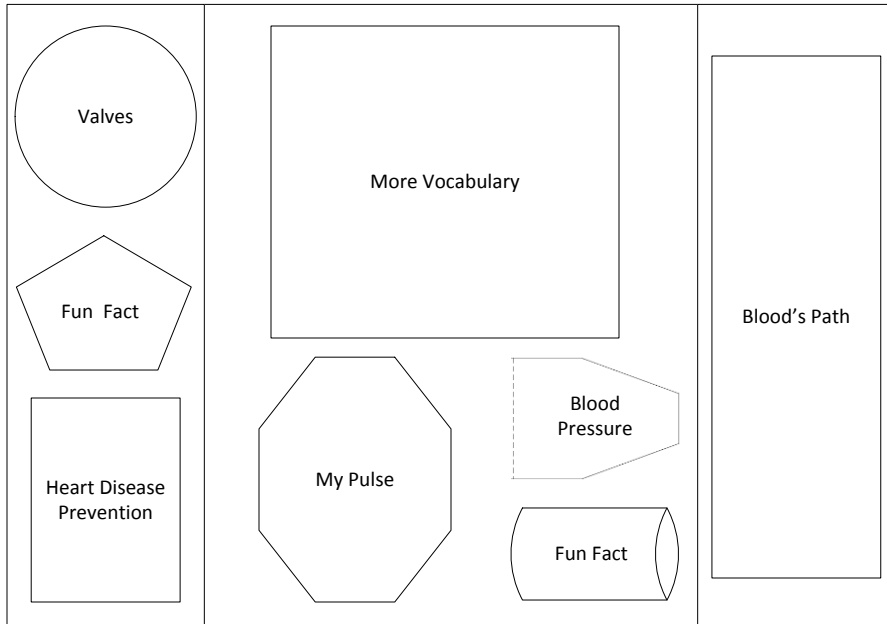 Valves
Fun Fact
Heart Disease
Prevention
More Vocabulary
My Pulse
Blood
Pressure
Fun Fact
Blood’s Path